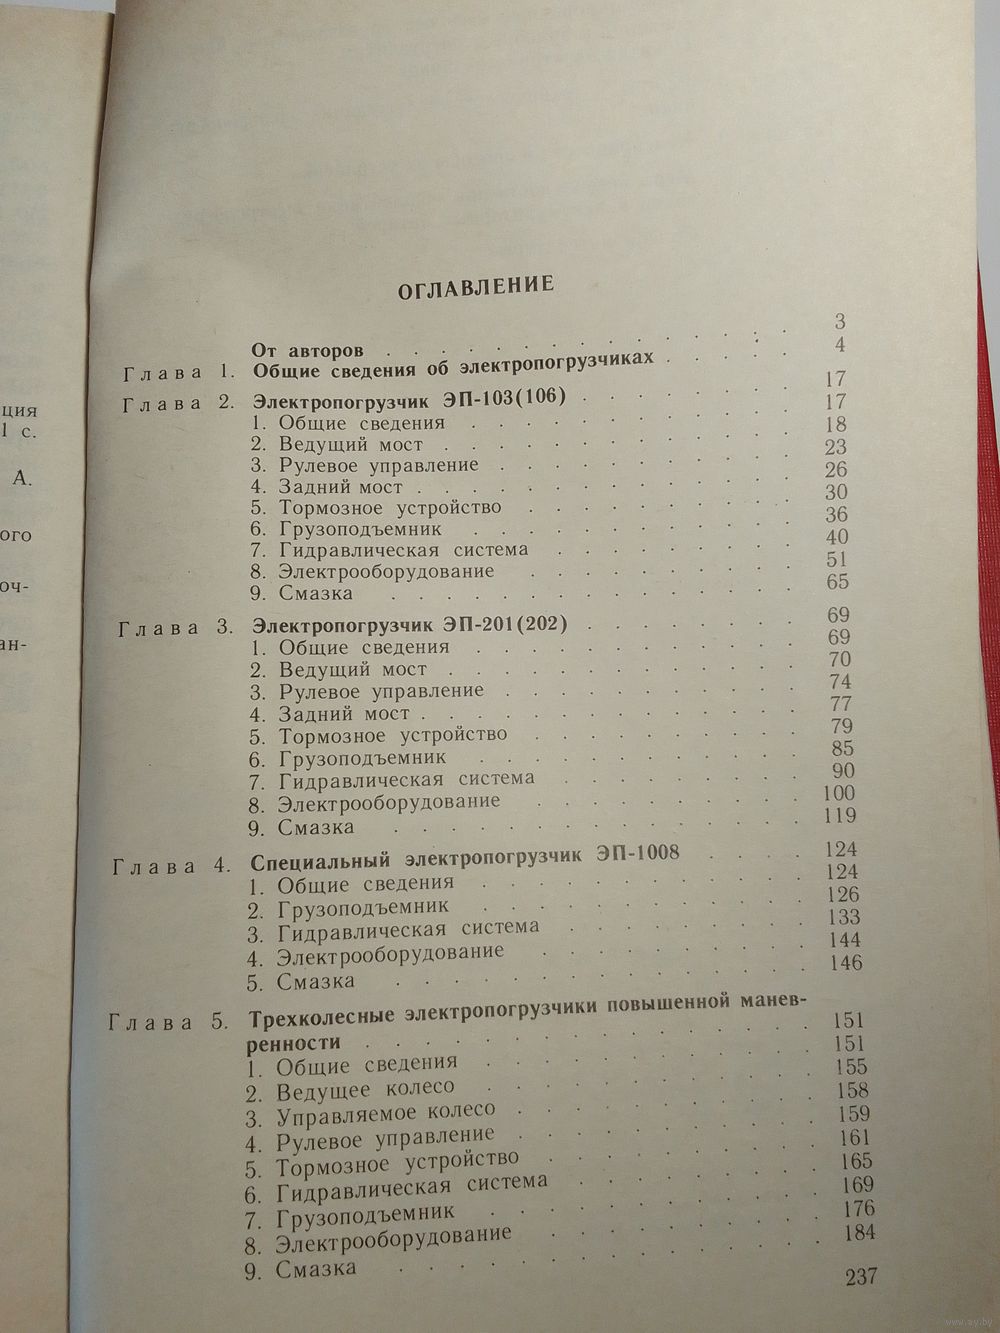 ция
1 с.
А.
ого
оч-
ан-
ОГЛАВЛЕНИЕ
От авторов . . . . . . . . . . . . . 3
Глава 1. Общие сведения об электропогрузчиках . . . . . 4
Глава 2. Электропогрузчик ЭП-103(106) . . . . . . . . 17
1. Общие сведения . . . . . . . . . . . . 17
2. Ведущий мост . . . . . . . . . . . . . 18
3. Рулевое управление . . . . . . . . . . . 23
4. Задний мост . . . . . . . . . . . . . . 26
5. Тормозное устройство . . . . . . . . . . 30
6. Грузоподъемник . . . . . . . . . . . . 36
7. Гидравлическая система . . . . . . . . . 40
8. Электрооборудование . . . . . . . . . . 51
9. Смазка . . . . . . . . . . . . . . . 65
Глава 3. Электропогрузчик ЭП-201(202) . . . . . . . . 69
1. Общие сведения . . . . . . . . . . . . 69
2. Ведущий мост . . . . . . . . . . . . . 70
3. Рулевое управление . . . . . . . . . . . 74
4. Задний мост . . . . . . . . . . . . . . 77
5. Тормозное устройство . . . . . . . . . . 79
6. Грузоподъемник . . . . . . . . . . . . 85
7. Гидравлическая система . . . . . . . . . 90
8. Электрооборудование . . . . . . . . . . 100
9. Смазка . . . . . . . . . . . . . . . 119
Глава 4. Специальный электропогрузчик ЭП-1008 . . . . 124
1. Общие сведения . . . . . . . . . . . . 124
2. Грузоподъемник . . . . . . . . . . . . 126
3. Гидравлическая система . . . . . . . . . 133
4. Электрооборудование . . . . . . . . . . 144
5. Смазка . . . . . . . . . . . . . . . 146
Глава 5. Трехколесные электропогрузчики повышенной манев-
ренности . . . . . . . . . . . . . . . . 151
1. Общие сведения . . . . . . . . . . . . 151
2. Ведущее колесо . . . . . . . . . . . . 155
3. Управляемое колесо . . . . . . . . . . . 158
4. Рулевое управление . . . . . . . . . . . 159
5. Тормозное устройство . . . . . . . . . . 161
6. Гидравлическая система . . . . . . . . . 165
7. Грузоподъемник . . . . . . . . . . . . 169
8. Электрооборудование . . . . . . . . . . 176
9. Смазка . . . . . . . . . . . . . . . 184
237
www.ay.by